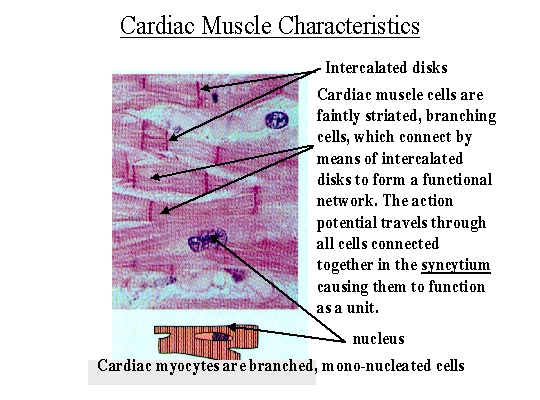 Cardiac Muscle Characteristics
Intercalated disks
Cardiac muscle cells are
faintly striated, branching
cells, which connect by
means of intercalated
disks to form a functional
network. The action
potential travels through
all cells connected
together in the syncytium
causing them to function
as a unit.
nucleus
Cardiac myocytes are branched, mono-nucleated cells